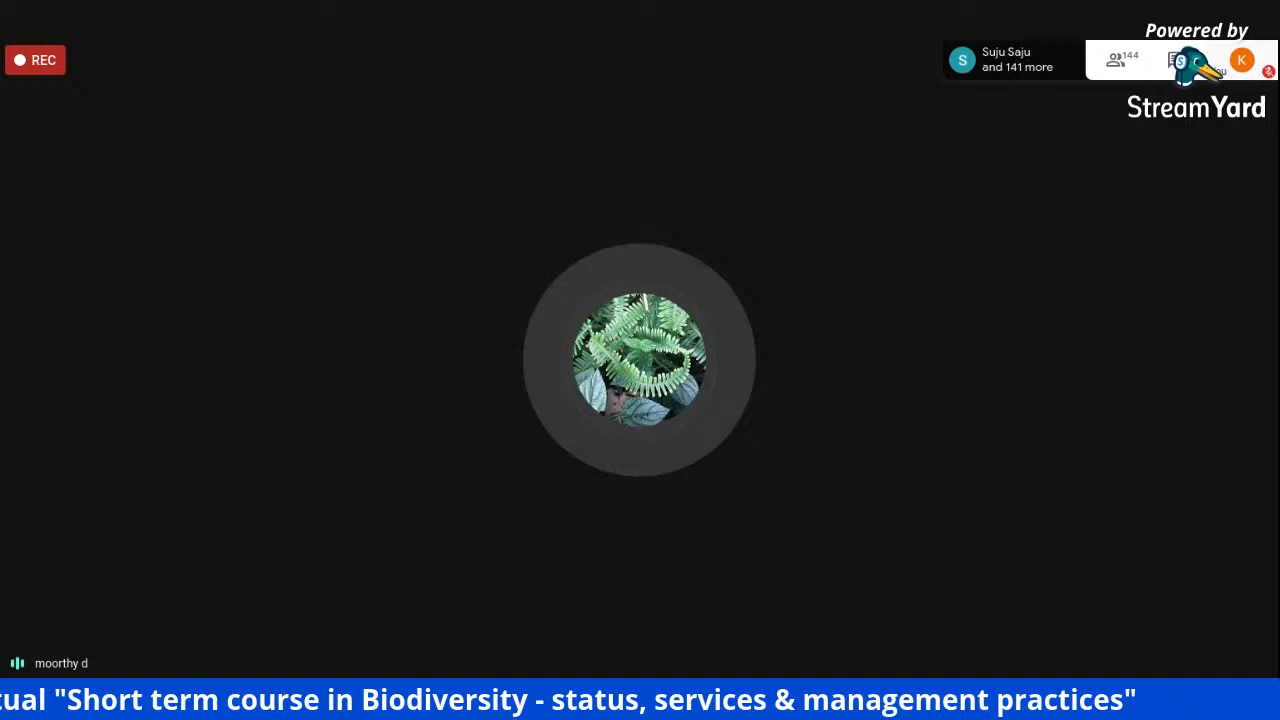 Powered by
REC
S
Suju Saju
and 141 more
144
K
StreamYard
moorthy d
tual "Short term course in Biodiversity - status, services & management practices"